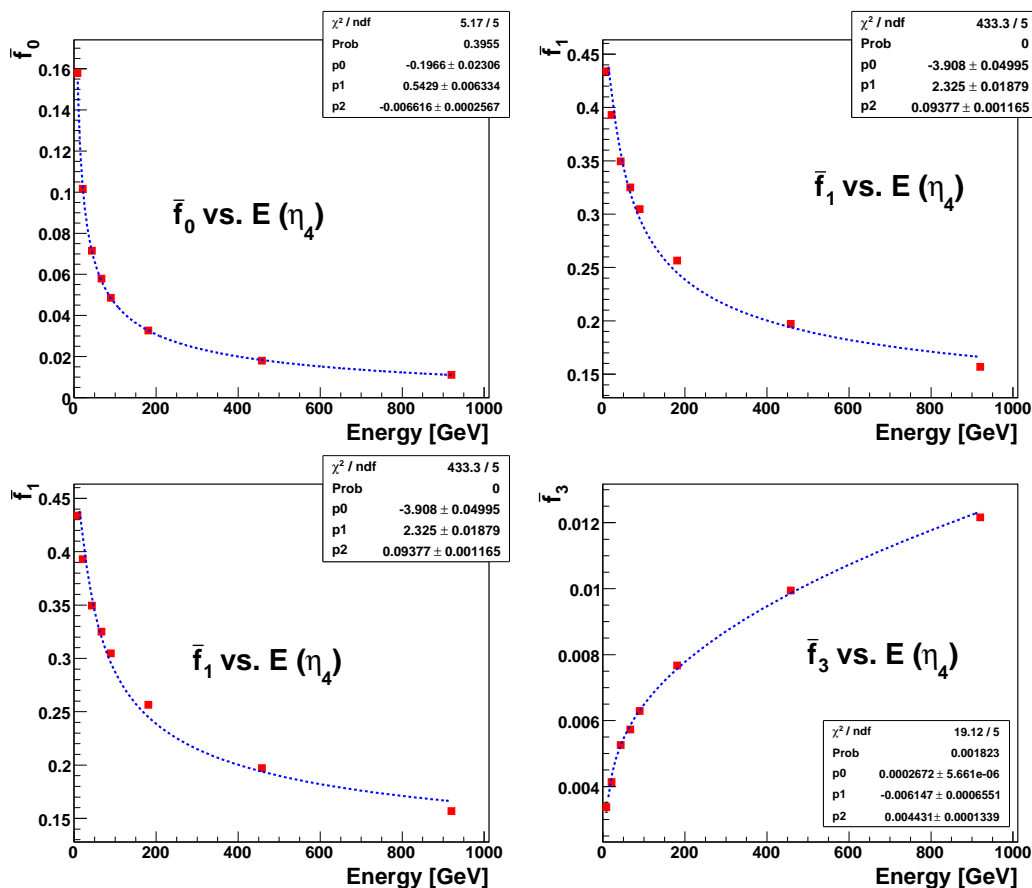 χ² / ndf 5.17 / 5
Prob 0.3955
p0 -0.1966 ± 0.02306
p1 0.5429 ± 0.006334
p2 -0.006616 ± 0.0002567
f̄₀
0.16
0.14
0.12
0.1
0.08
0.06
0.04
0.02
0
f̄₀ vs. E (η₄)
0 200 400 600 800 1000
Energy [GeV]
χ² / ndf 433.3 / 5
Prob 0
p0 -3.908 ± 0.04995
p1 2.325 ± 0.01879
p2 0.09377 ± 0.001165
f̄₁
0.45
0.4
0.35
0.3
0.25
0.2
0.15
f̄₁ vs. E (η₄)
0 200 400 600 800 1000
Energy [GeV]
χ² / ndf 433.3 / 5
Prob 0
p0 -3.908 ± 0.04995
p1 2.325 ± 0.01879
p2 0.09377 ± 0.001165
f̄₁
0.45
0.4
0.35
0.3
0.25
0.2
0.15
f̄₁ vs. E (η₄)
0 200 400 600 800 1000
Energy [GeV]
f̄₃
0.012
0.01
0.008
0.006
0.004
f̄₃ vs. E (η₄)
χ² / ndf 19.12 / 5
Prob 0.001823
p0 0.0002672 ± 5.661e-06
p1 -0.006147 ± 0.0006551
p2 0.004431 ± 0.0001339
0 200 400 600 800 1000
Energy [GeV]